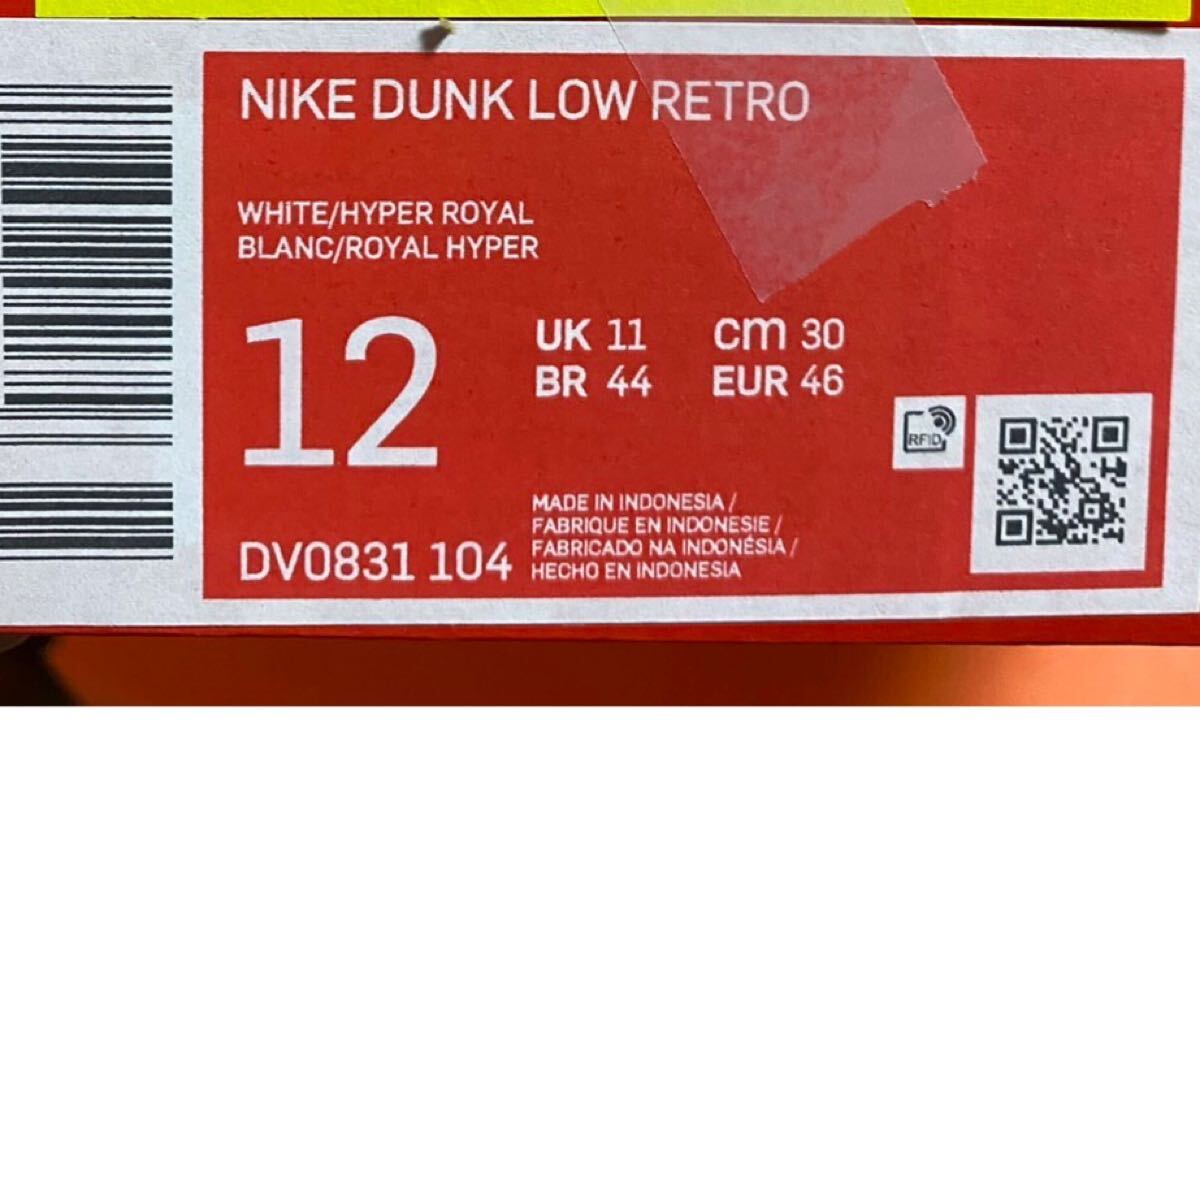 NIKE DUNK LOW RETRO
WHITE/HYPER ROYAL
BLANC/ROYAL HYPER
12
UK 11 cm 30
BR 44 EUR 46
RFID
MADE IN INDONESIA /
FABRIQUE EN INDONESIE /
FABRICADO NA INDONÉSIA /
HECHO EN INDONESIA
DV0831 104